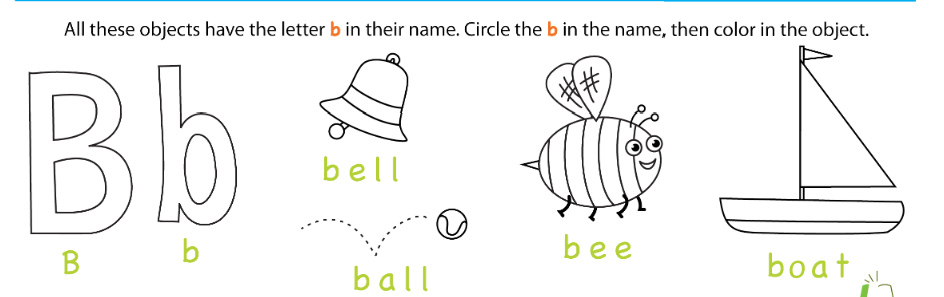 All these objects have the letter b in their name. Circle the b in the name, then color in the object.
Bb
B b
bell
ball
bee
boat